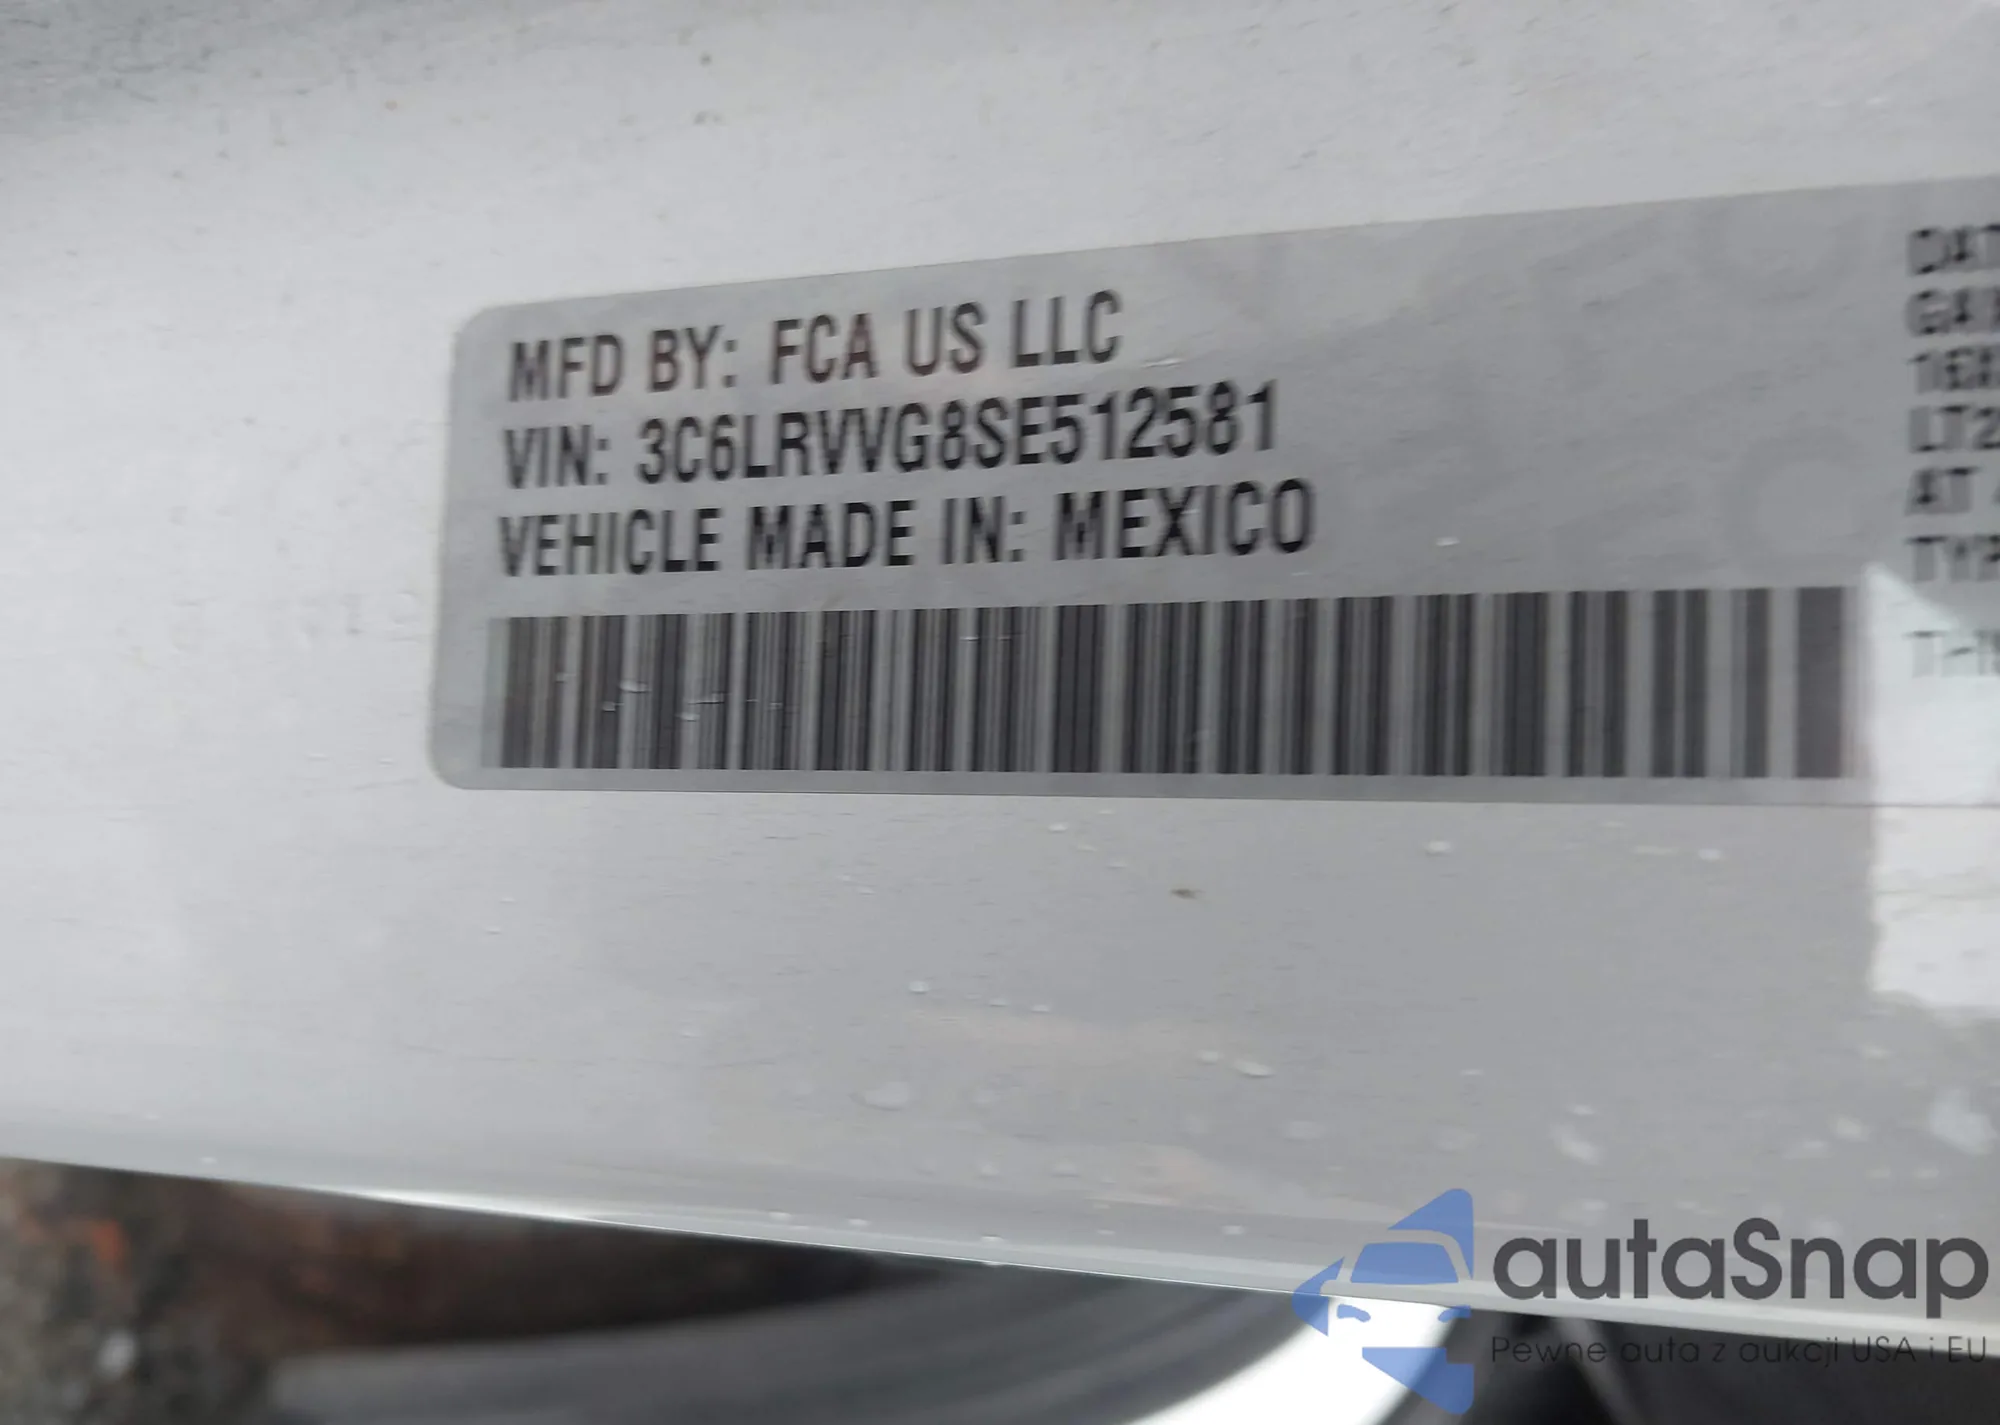 MFD BY: FCA US LLC
VIN: 3C6LRVVG8SE512581
VEHICLE MADE IN: MEXICO
autaSnap
Pewne auta z aukcji USA i EU